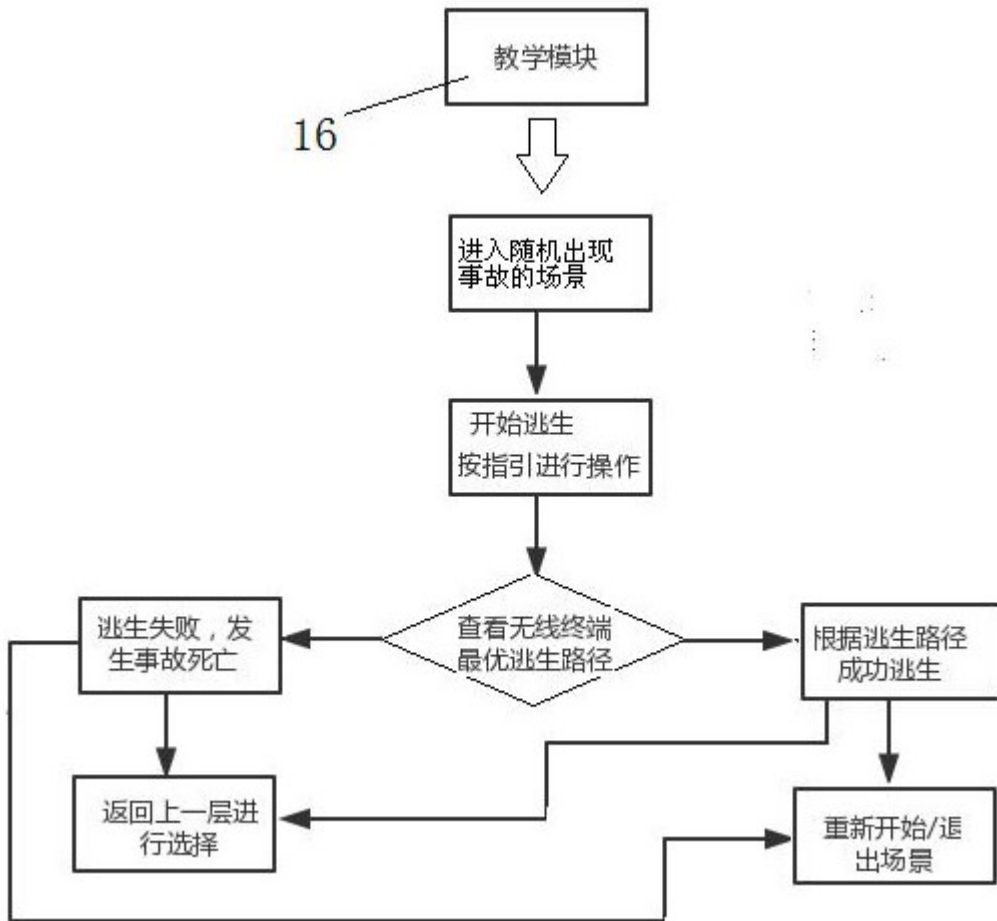 教学模块
16
进入随机出现
事故的场景
开始逃生
按指引进行操作
查看无线终端
最优逃生路径
逃生失败，发
生事故死亡
根据逃生路径
成功逃生
返回上一层进
行选择
重新开始/退
出场景